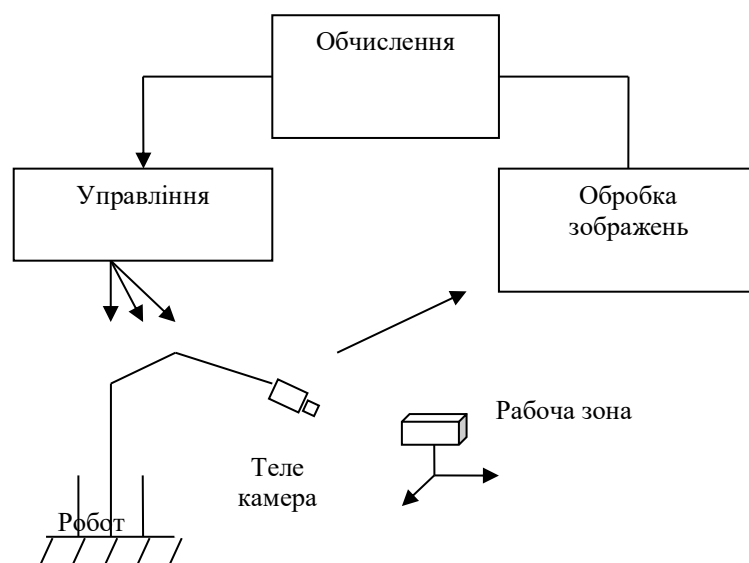 Обчислення
Управління
Обробка
зображень
Рабоча зона
Теле
камера
Робот